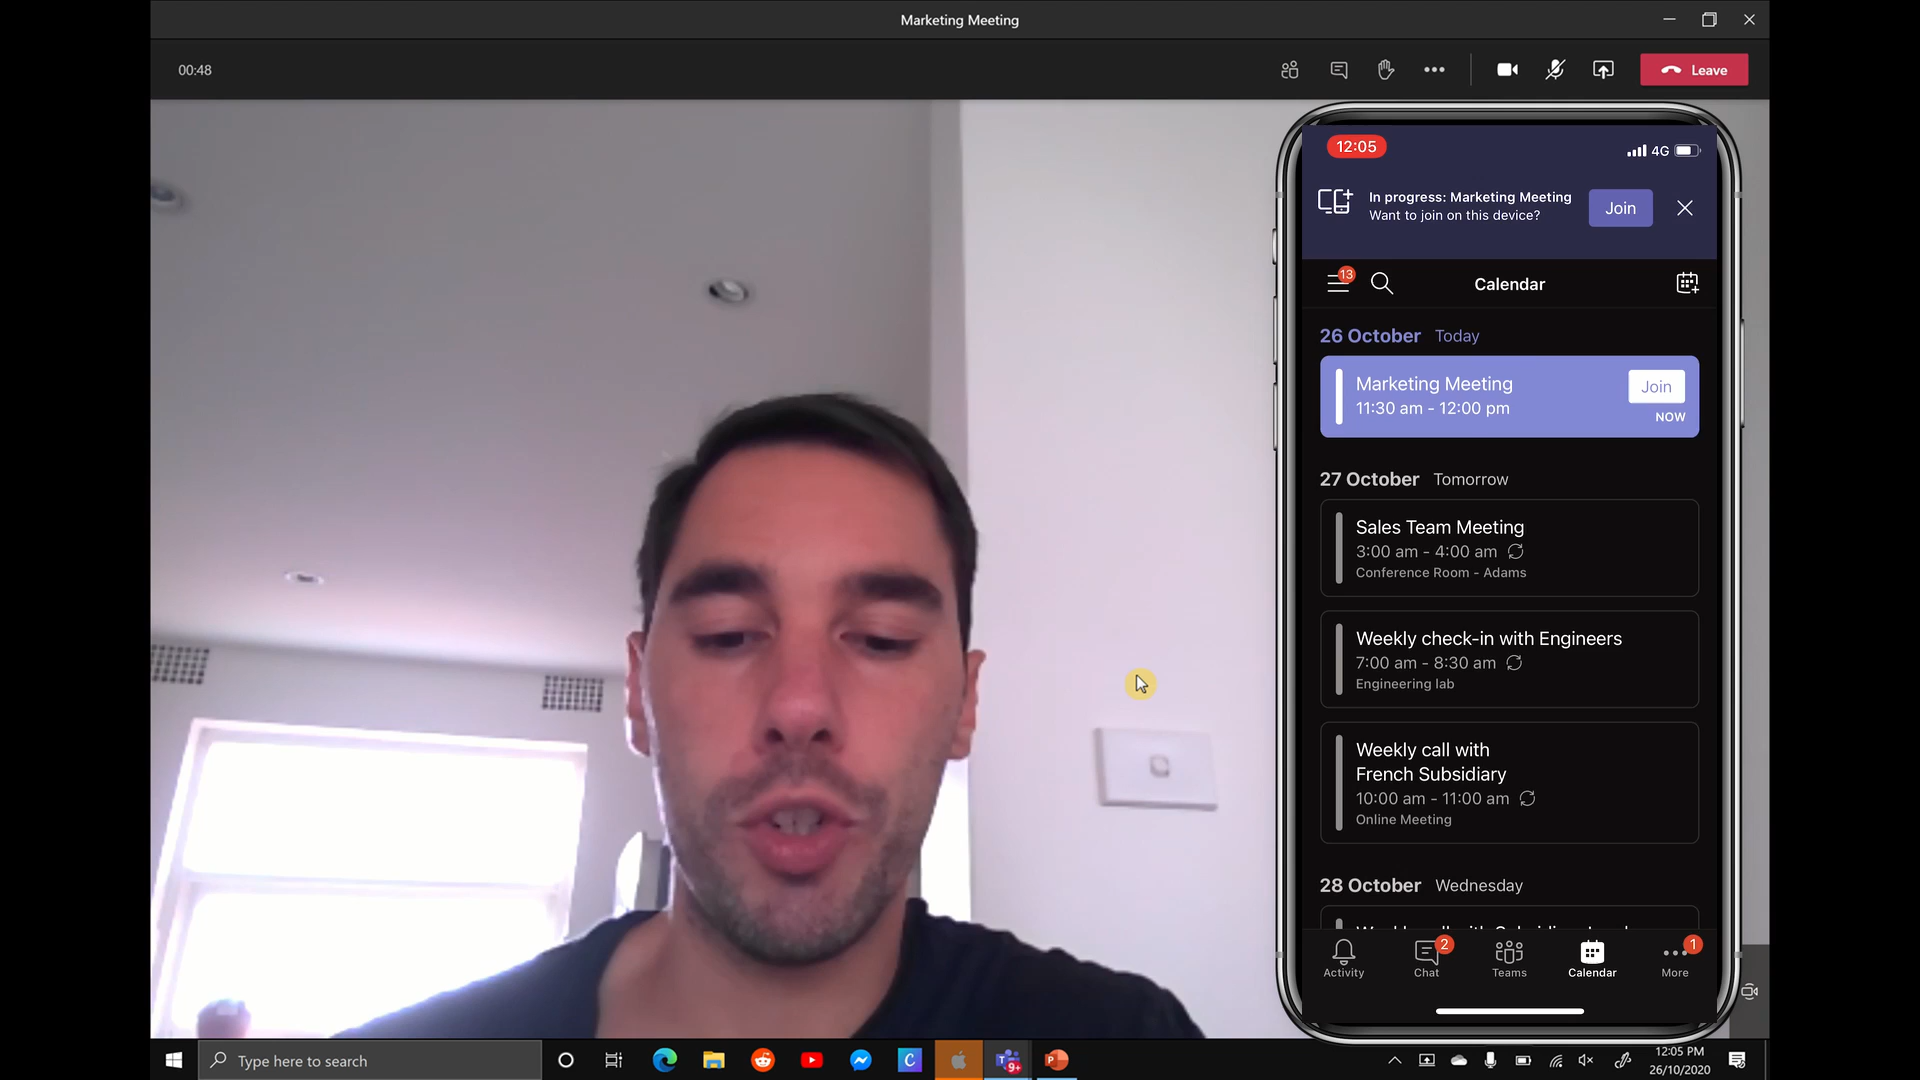 Marketing Meeting
00:48
Leave
12:05
4G
In progress: Marketing Meeting
Want to join on this device?
Join
13
Calendar
26 October Today
Marketing Meeting
11:30 am - 12:00 pm
Join
NOW
27 October Tomorrow
Sales Team Meeting
3:00 am - 4:00 am
Conference Room - Adams
Weekly check-in with Engineers
7:00 am - 8:30 am
Engineering lab
Weekly call with
French Subsidiary
10:00 am - 11:00 am
Online Meeting
28 October Wednesday
Activity
2
Chat
Teams
Calendar
1
More
Type here to search
C
9+
12:05 PM
26/10/2020